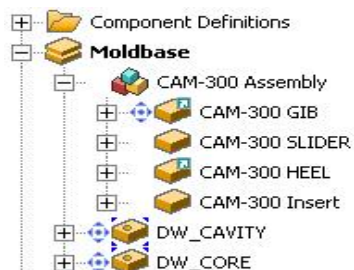 Component Definitions
Moldbase
CAM-300 Assembly
CAM-300 GIB
CAM-300 SLIDER
CAM-300 HEEL
CAM-300 Insert
DW_CAVITY
DW_CORE